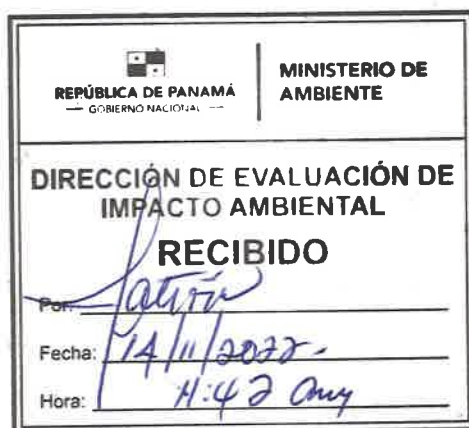 REPÚBLICA DE PANAMÁ
GOBIERNO NACIONAL
MINISTERIO DE
AMBIENTE
DIRECCIÓN DE EVALUACIÓN DE
IMPACTO AMBIENTAL
RECIBIDO
Por:
Fecha: 14/11/2022.
Hora: 11:42 am